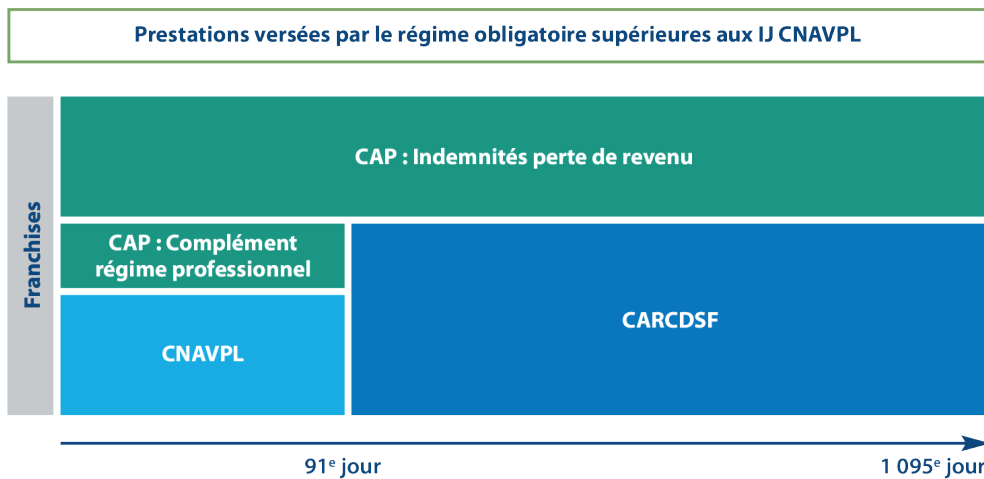 Prestations versées par le régime obligatoire supérieures aux IJ CNAVPL
Franchises
CAP : Indemnités perte de revenu
CAP : Complément
régime professionnel
CNAVPL
CARCDSF
91e jour
1 095e jour